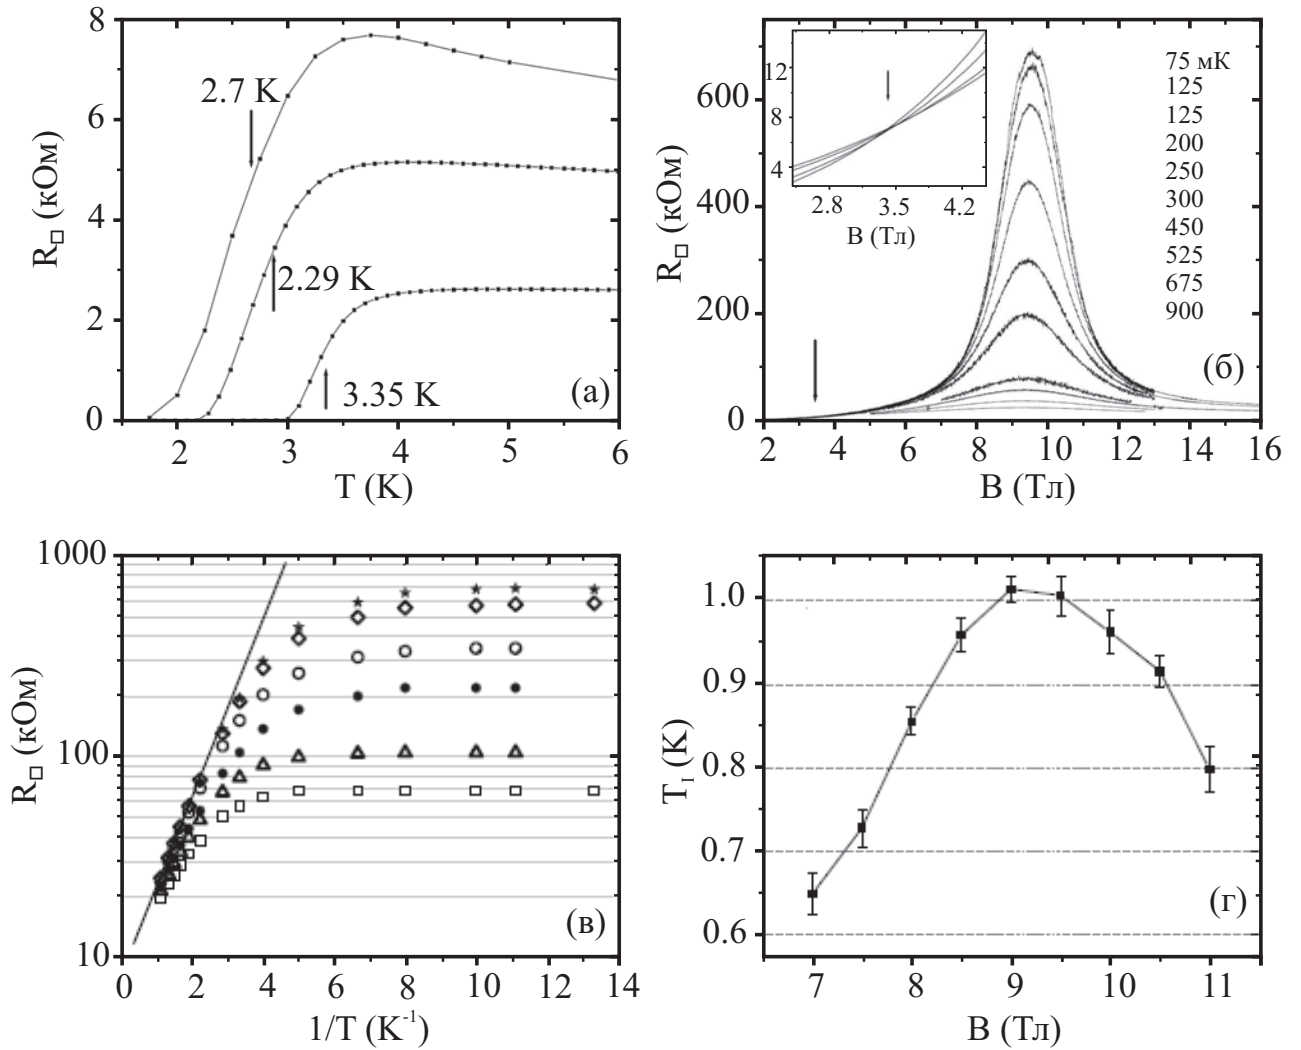 8
6
4
2
0
R□ (кОм)
2.7 K
2.29 K
3.35 K
(а)
2 3 4 5 6
T (K)
600
400
200
0
R□ (кОм)
12
8
4
2.8 3.5 4.2
B (Тл)
75 мК
125
125
200
250
300
450
525
675
900
(б)
2 4 6 8 10 12 14 16
B (Тл)
1000
100
10
R□ (кОм)
(в)
0 2 4 6 8 10 12 14
1/T (K⁻¹)
1.0
0.9
0.8
0.7
0.6
T_I (K)
(г)
7 8 9 10 11
B (Тл)